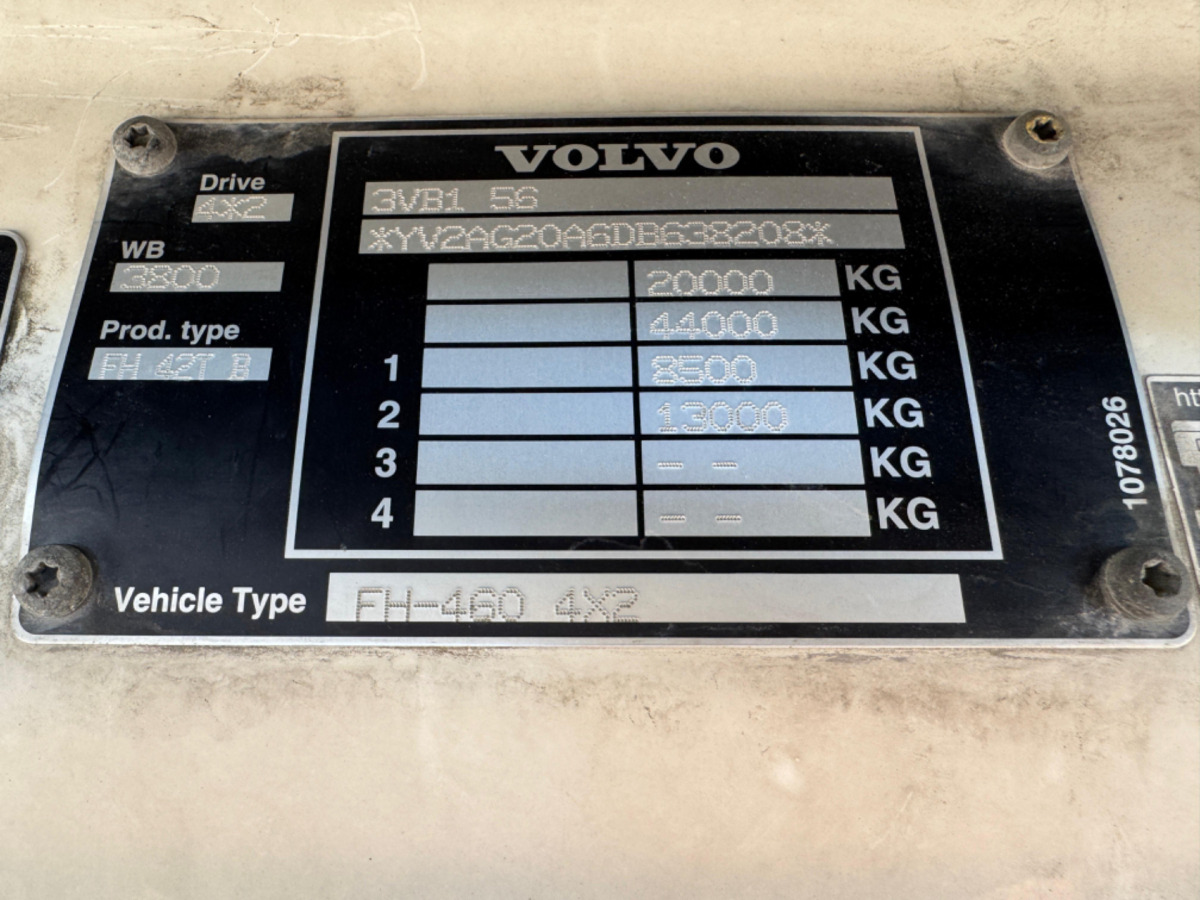 VOLVO
Drive
4X2
3VB1 56
WB
*YV2AG20A6DB638208*
3800
20000 KG
Prod. type
44000 KG
FH 42T B
1 8500 KG
2 13000 KG
3 - - KG
4 - - KG
1078026
Vehicle Type FH-460 4X2